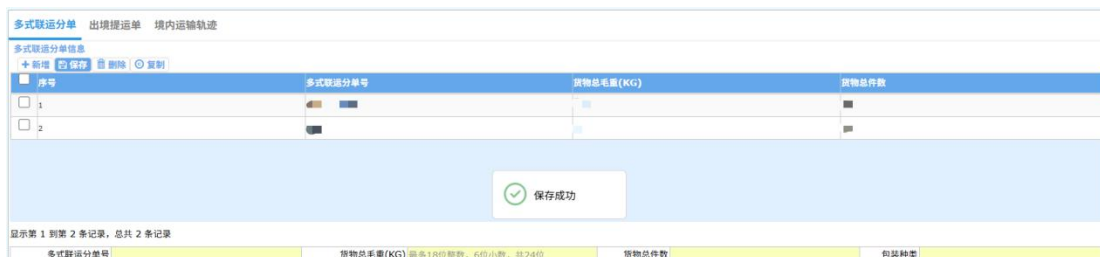 多式联运分单 出境提运单 境内运输轨迹
多式联运分单信息
+新增 保存 删除 复制
序号 多式联运分单号 货物总毛重(KG) 货物总件数
1
2
保存成功
显示第 1 到第 2 条记录，总共 2 条记录
多式联运分单号 货物总毛重(KG) 最多18位整数，6位小数，共24位 货物总件数 包装种类